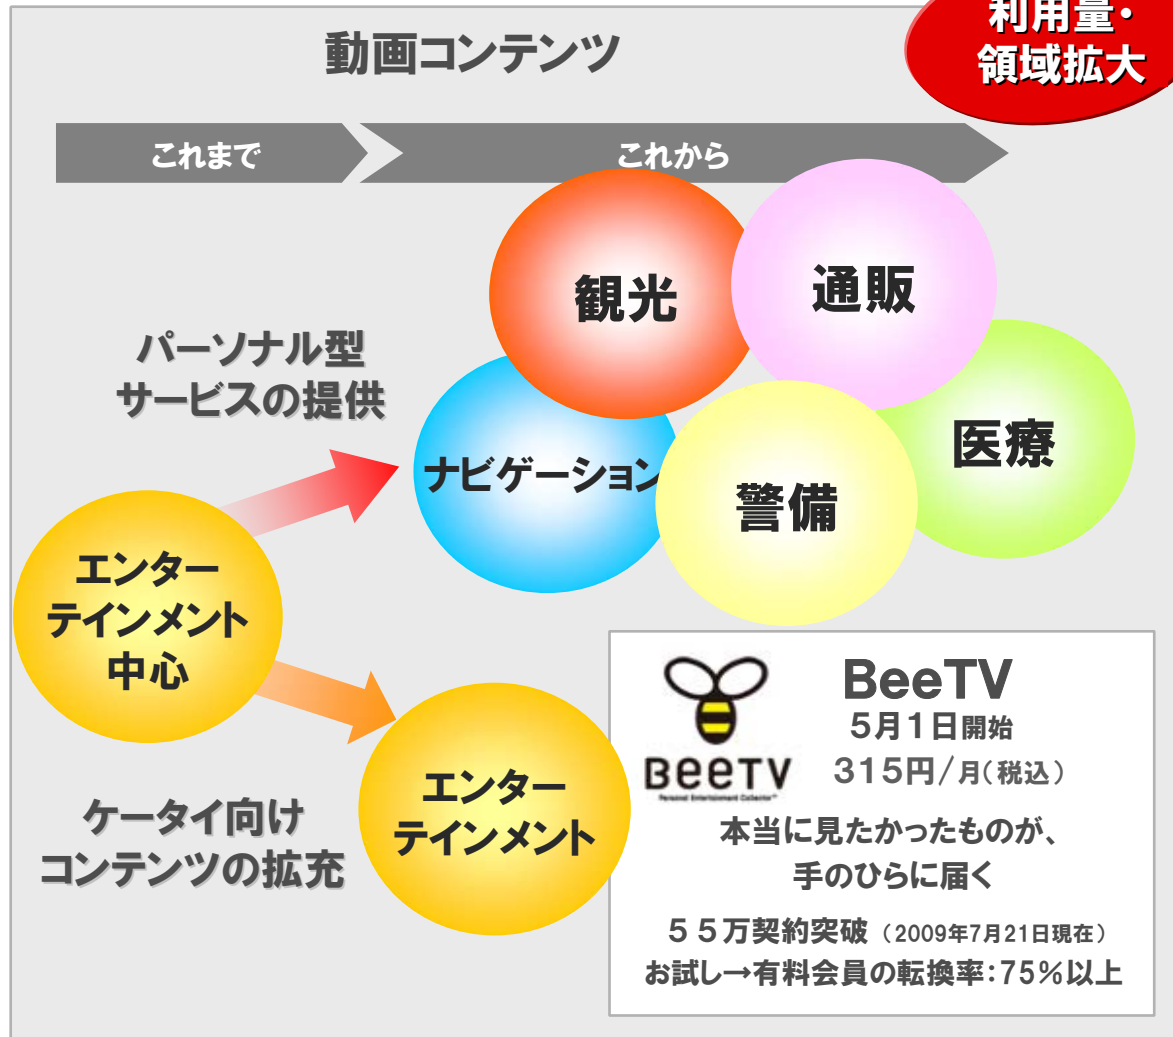 利用量・
領域拡大
動画コンテンツ
これまで
これから
観光
通販
パーソナル型
サービスの提供
ナビゲーション
医療
警備
エンター
テインメント
中心
エンター
テインメント
ケータイ向け
コンテンツの拡充
BeeTV
BeeTV
Personal Entertainment Collector™
5月1日開始
315円/月(税込)
本当に見たかったものが、
手のひらに届く
55万契約突破 (2009年7月21日現在)
お試し→有料会員の転換率:75%以上